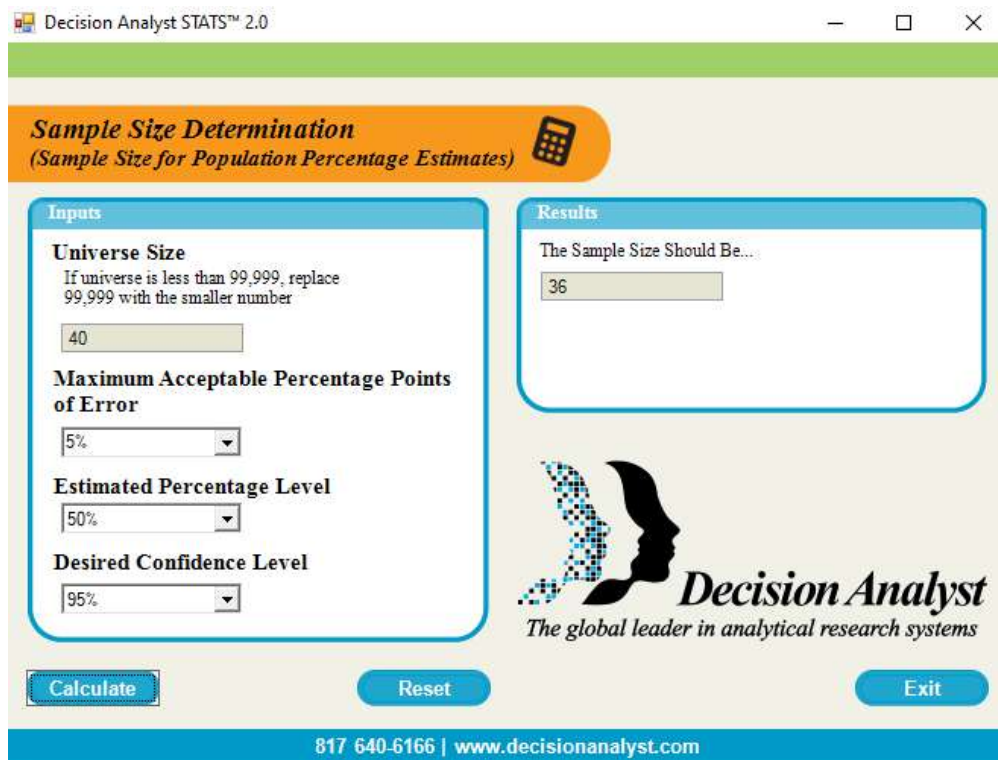 Decision Analyst STATS™ 2.0
Sample Size Determination
(Sample Size for Population Percentage Estimates)
Inputs
Universe Size
If universe is less than 99,999, replace
99,999 with the smaller number
40
Maximum Acceptable Percentage Points
of Error
5%
Estimated Percentage Level
50%
Desired Confidence Level
95%
Results
The Sample Size Should Be...
36
Decision Analyst
The global leader in analytical research systems
Calculate
Reset
Exit
817 640-6166 | www.decisionanalyst.com